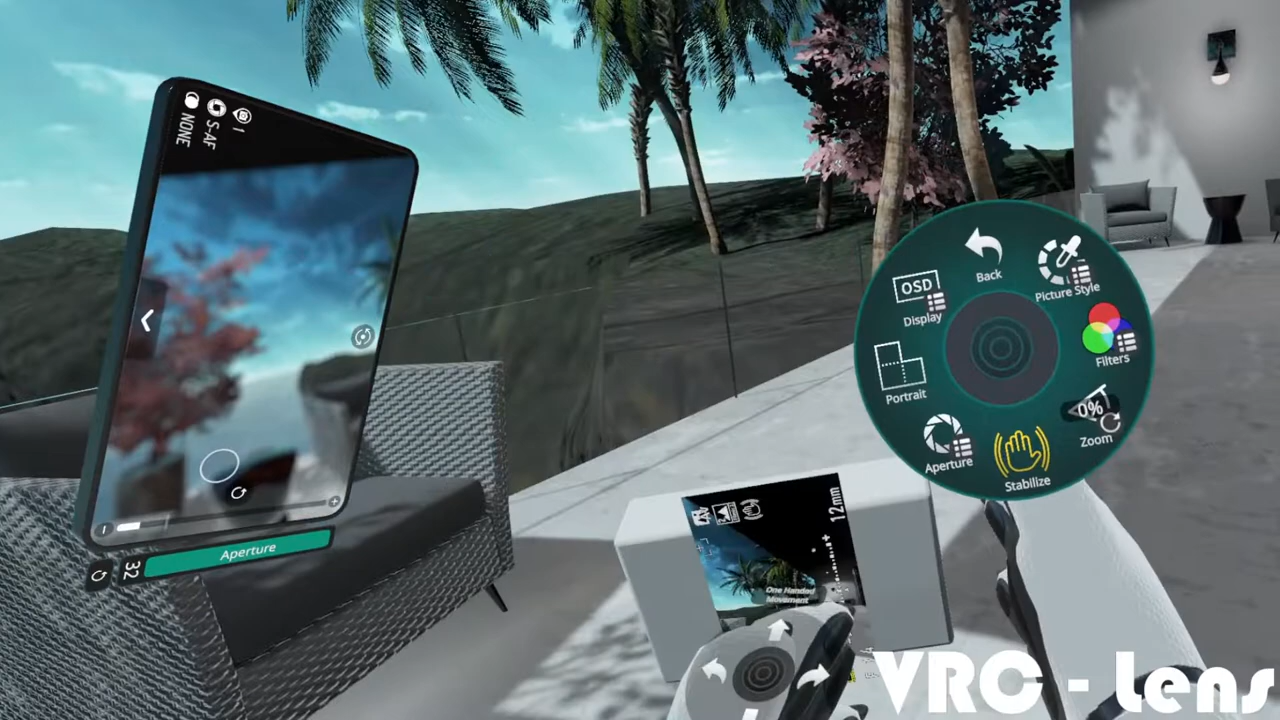 1
S-AF
NONE
Aperture
32
Back
OSD
Display
Picture Style
Filters
Portrait
0%
Zoom
Aperture
Stabilize
12mm
One Handed
Movement
VRC - Lens